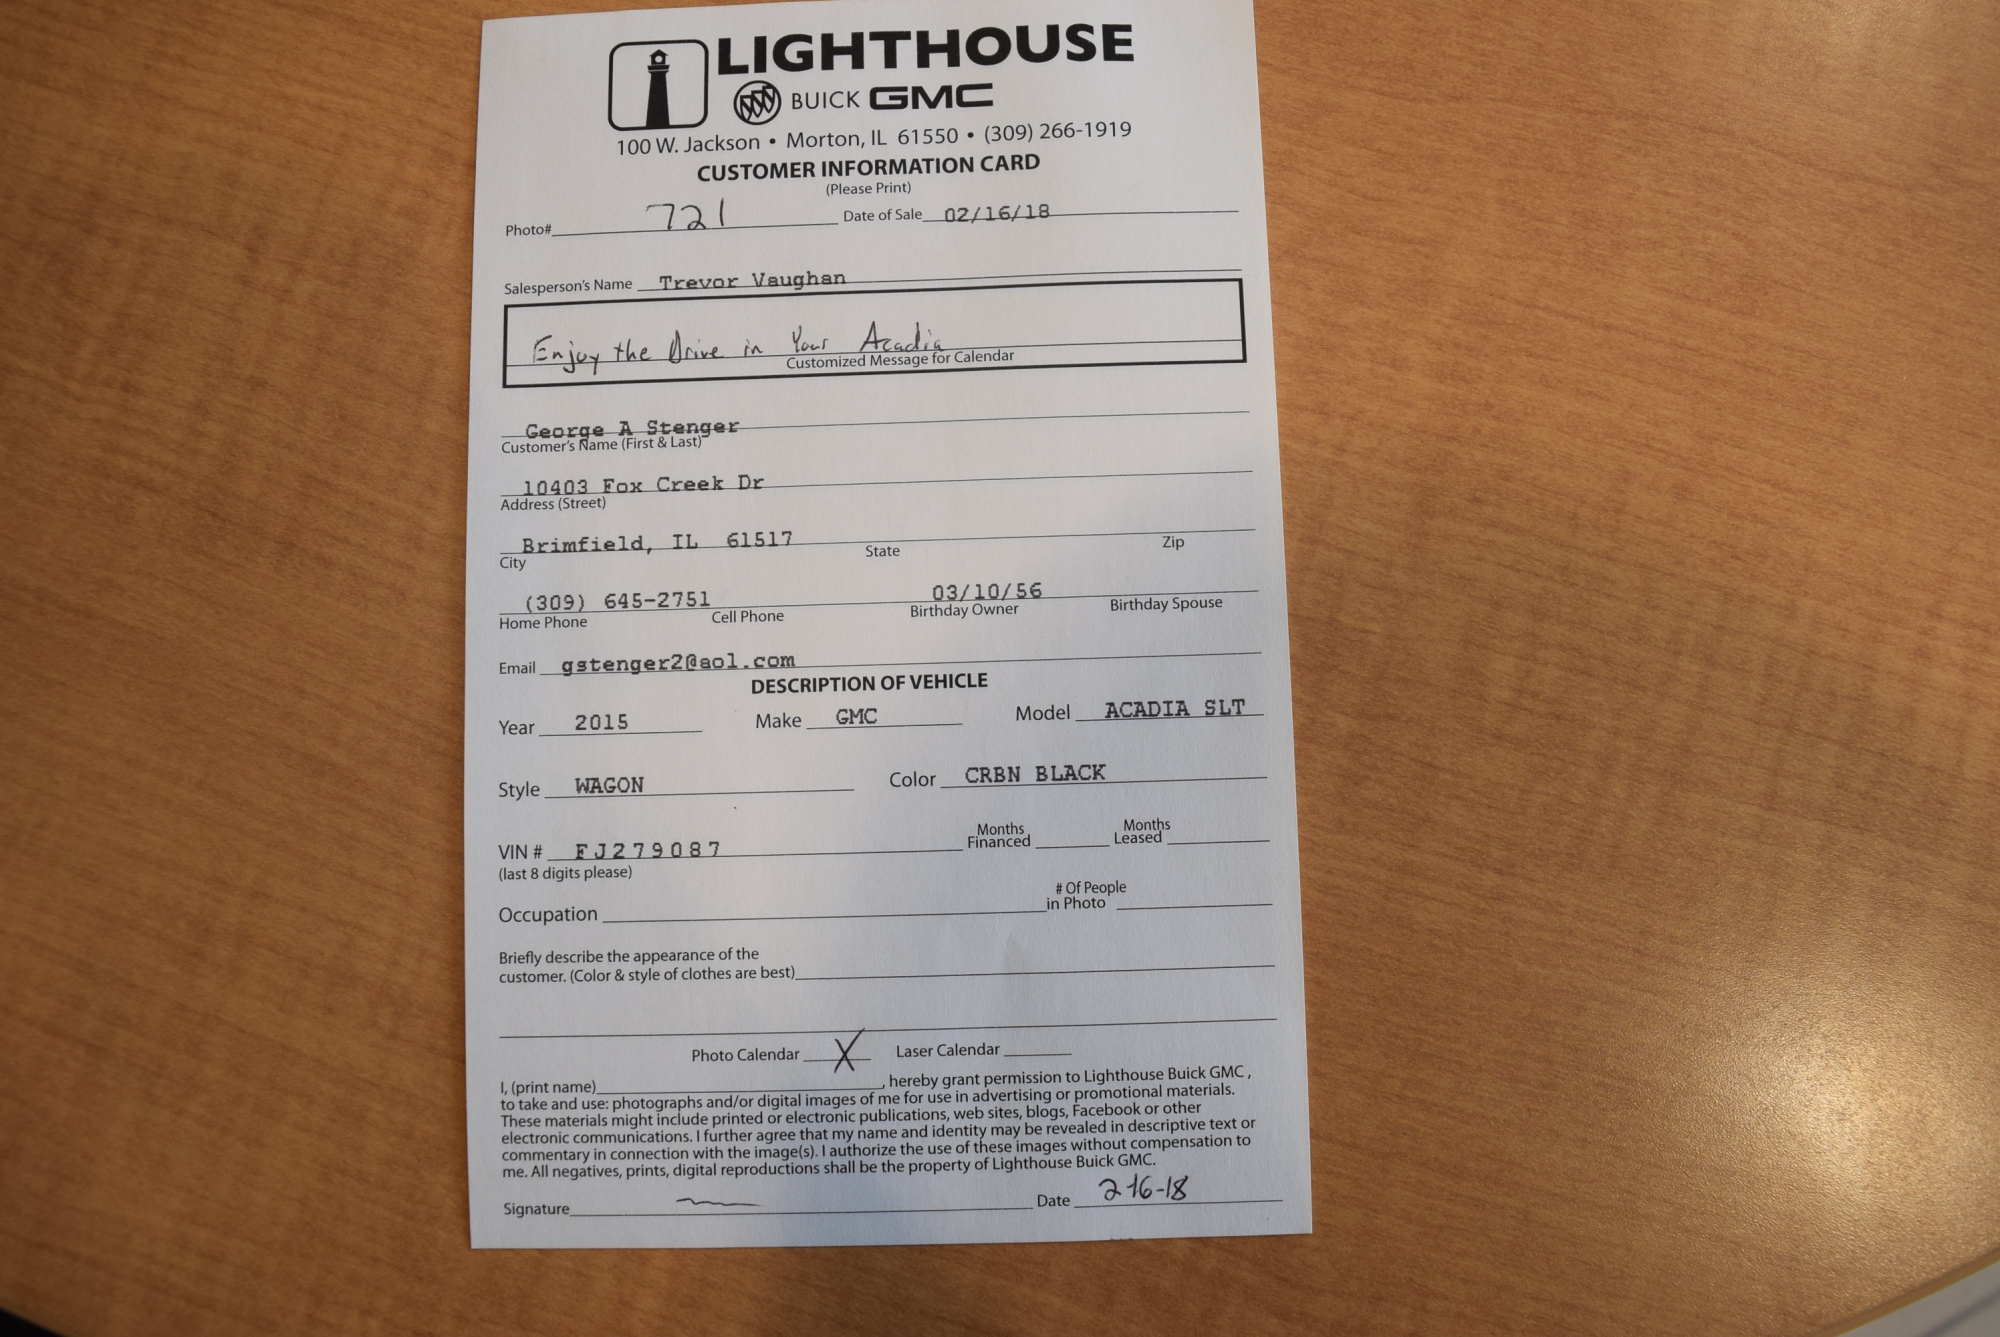 LIGHTHOUSE
BUICK GMC
100 W. Jackson • Morton, IL 61550 • (309) 266-1919
CUSTOMER INFORMATION CARD
(Please Print)
Photo# 721 Date of Sale 02/16/18
Salesperson's Name Trevor Vaughan
Enjoy the Drive in Your Acadia
Customized Message for Calendar
George A Stenger
Customer's Name (First & Last)
10403 Fox Creek Dr
Address (Street)
Brimfield, IL 61517
City State Zip
(309) 645-2751 03/10/56
Home Phone Cell Phone Birthday Owner Birthday Spouse
Email gstenger2@aol.com
DESCRIPTION OF VEHICLE
Year 2015 Make GMC Model ACADIA SLT
Style WAGON Color CRBN BLACK
VIN # FJ279087 Months Financed Months Leased
(last 8 digits please)
Occupation # Of People in Photo
Briefly describe the appearance of the
customer. (Color & style of clothes are best)
Photo Calendar X Laser Calendar
I, (print name) , hereby grant permission to Lighthouse Buick GMC ,
to take and use: photographs and/or digital images of me for use in advertising or promotional materials.
These materials might include printed or electronic publications, web sites, blogs, Facebook or other
electronic communications. I further agree that my name and identity may be revealed in descriptive text or
commentary in connection with the image(s). I authorize the use of these images without compensation to
me. All negatives, prints, digital reproductions shall be the property of Lighthouse Buick GMC.
Signature Date 2-16-18